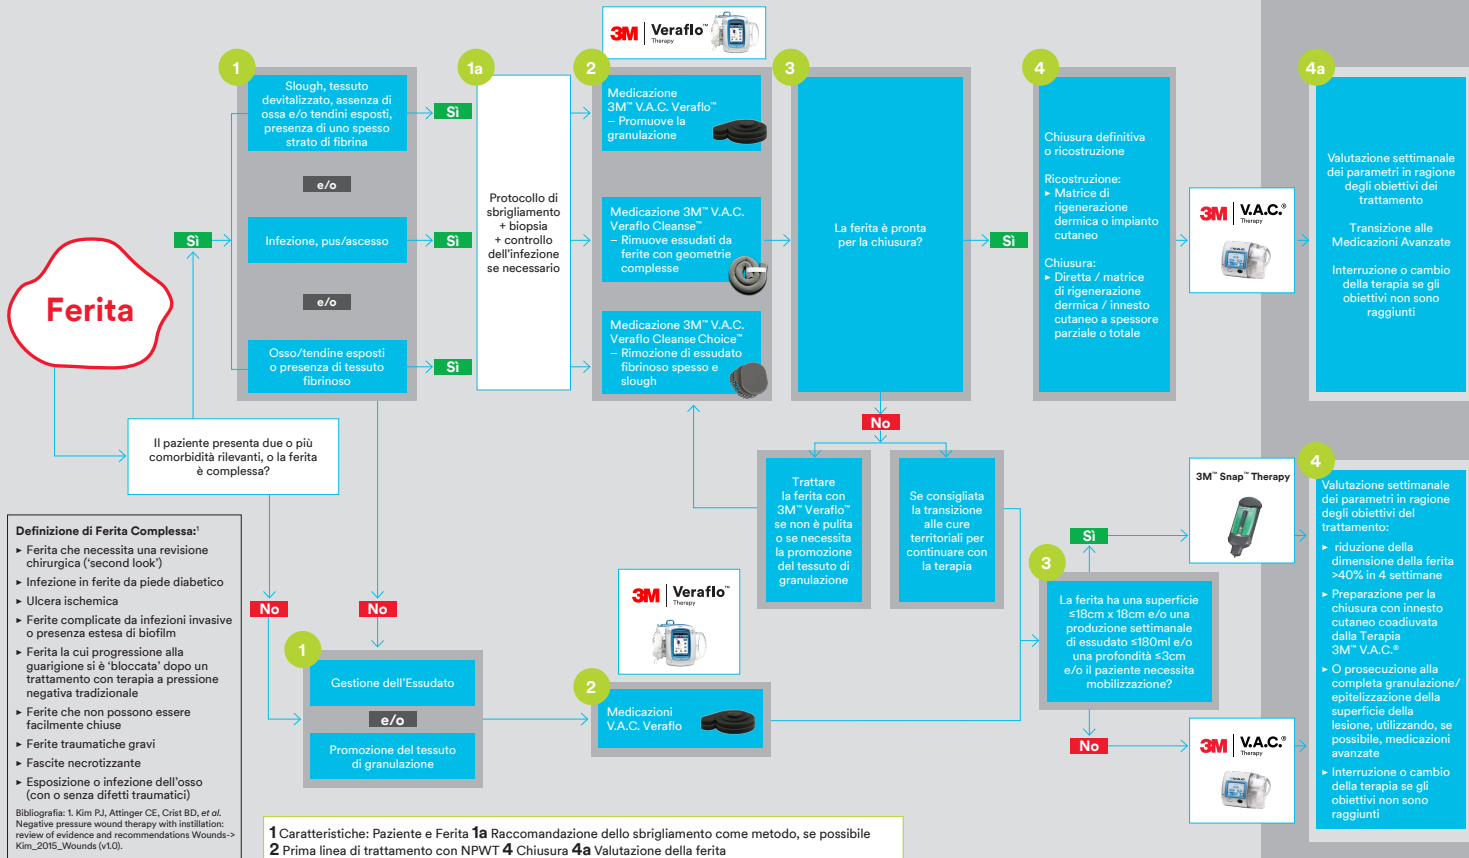 3M Veraflo™
Therapy
1
1a
2
3
4
4a
Slough, tessuto
devitalizzato, assenza di
ossa e/o tendini esposti,
presenza di uno spesso
strato di fibrina
e/o
Infezione, pus/ascesso
e/o
Osso/tendine esposti
o presenza di tessuto
fibrinoso
Sì
Sì
Sì
Sì
Ferita
Il paziente presenta due o più
comorbidità rilevanti, o la ferita
è complessa?
Protocollo di
sbrigliamento
+ biopsia
+ controllo
dell'infezione
se necessario
Medicazione
3M™ V.A.C. Veraflo™
– Promuove la
granulazione
Medicazione 3M™ V.A.C.
Veraflo Cleanse™
– Rimuove essudati da
ferite con geometrie
complesse
Medicazione 3M™ V.A.C.
Veraflo Cleanse Choice™
– Rimozione di essudato
fibrinoso spesso e
slough
La ferita è pronta
per la chiusura?
Sì
No
Chiusura definitiva
o ricostruzione
Ricostruzione:
▸ Matrice di
rigenerazione
dermica o impianto
cutaneo
Chiusura:
▸ Diretta / matrice
di rigenerazione
dermica / innesto
cutaneo a spessore
parziale o totale
3M V.A.C.®
Therapy
Valutazione settimanale
dei parametri in ragione
degli obiettivi dei
trattamento
Transizione alle
Medicazioni Avanzate
Interruzione o cambio
della terapia se gli
obiettivi non sono
raggiunti
Trattare
la ferita con
3M™ Veraflo™
se non è pulita
o se necessita
la promozione
del tessuto di
granulazione
Se consigliata
la transizione
alle cure
territoriali per
continuare con
la terapia
Definizione di Ferita Complessa:¹
▸ Ferita che necessita una revisione
chirurgica ('second look')
▸ Infezione in ferite da piede diabetico
▸ Ulcera ischemica
▸ Ferite complicate da infezioni invasive
o presenza estesa di biofilm
▸ Ferita la cui progressione alla
guarigione si è 'bloccata' dopo un
trattamento con terapia a pressione
negativa tradizionale
▸ Ferite che non possono essere
facilmente chiuse
▸ Ferite traumatiche gravi
▸ Fascite necrotizzante
▸ Esposizione o infezione dell'osso
(con o senza difetti traumatici)
Bibliografia: 1. Kim PJ, Attinger CE, Crist BD, et al.
Negative pressure wound therapy with instillation:
review of evidence and recommendations Wounds->
Kim_2015_Wounds (v1.0).
No
No
1
Gestione dell'Essudato
e/o
Promozione del tessuto
di granulazione
3M Veraflo™
Therapy
2
Medicazioni
V.A.C. Veraflo
3
Sì
La ferita ha una superficie
≤18cm x 18cm e/o una
produzione settimanale
di essudato ≤180ml e/o
una profondità ≤3cm
e/o il paziente necessita
mobilizzazione?
No
3M™ Snap™ Therapy
3M V.A.C.®
Therapy
4
Valutazione settimanale
dei parametri in ragione
degli obiettivi del
trattamento:
▸ riduzione della
dimensione della ferita
>40% in 4 settimane
▸ Preparazione per la
chiusura con innesto
cutaneo coadiuvata
dalla Terapia
3M™ V.A.C.®
▸ O prosecuzione alla
completa granulazione/
epitelizzazione della
superficie della
lesione, utilizzando, se
possibile, medicazioni
avanzate
▸ Interruzione o cambio
della terapia se gli
obiettivi non sono
raggiunti
1 Caratteristiche: Paziente e Ferita 1a Raccomandazione dello sbrigliamento come metodo, se possibile
2 Prima linea di trattamento con NPWT 4 Chiusura 4a Valutazione della ferita